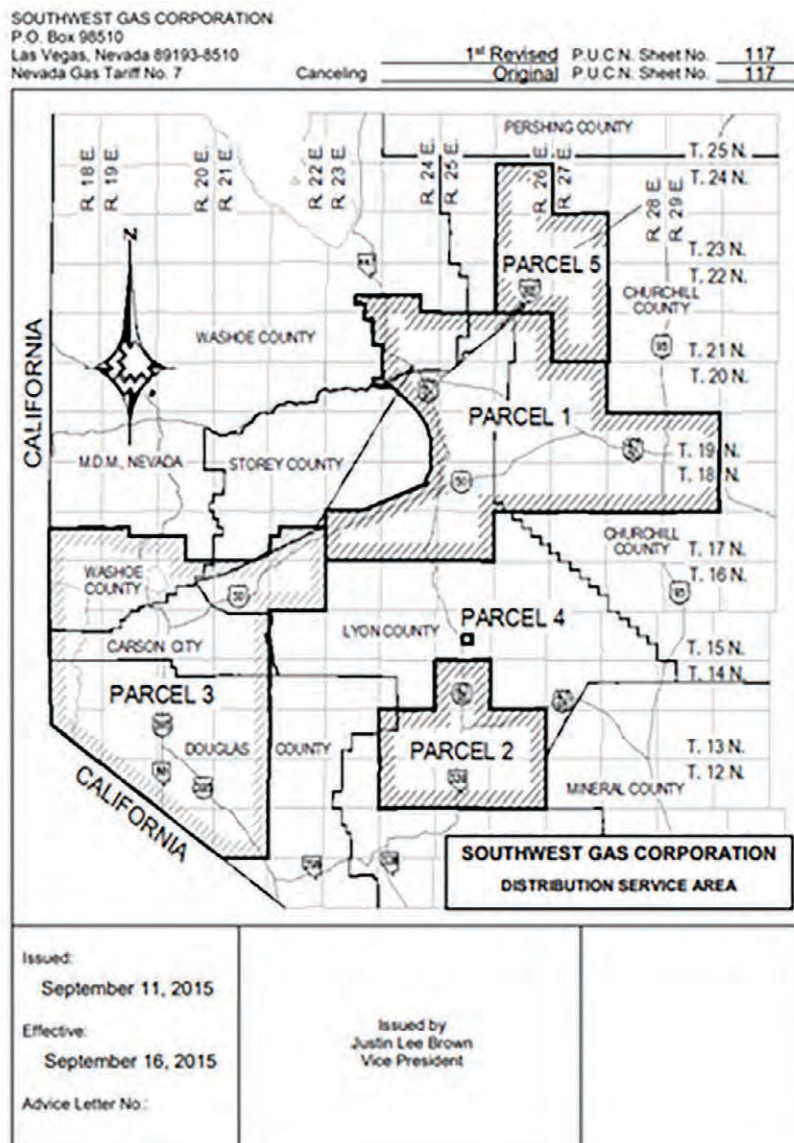 SOUTHWEST GAS CORPORATION
P.O. Box 98510
Las Vegas, Nevada 89193-8510
Nevada Gas Tariff No. 7
Canceling
1st Revised P.U.C.N. Sheet No. 117
Original P.U.C.N. Sheet No. 117
PERSHING COUNTY
R. 18 E.
R. 19 E.
R. 20 E.
R. 21 E.
R. 22 E.
R. 23 E.
R. 24 E.
R. 25 E.
R. 26 E.
R. 27 E.
R. 28 E.
R. 29 E.
T. 25 N.
T. 24 N.
N
PARCEL 5
T. 23 N.
T. 22 N.
CHURCHILL
COUNTY
WASHOE COUNTY
CALIFORNIA
95
T. 21 N.
T. 20 N.
PARCEL 1
M.D.M., NEVADA
STOREY COUNTY
50
T. 19 N.
T. 18 N.
CHURCHILL
COUNTY
T. 17 N.
T. 16 N.
WASHOE
COUNTY
50
95
PARCEL 4
LYON COUNTY
CARSON CITY
T. 15 N.
T. 14 N.
PARCEL 3
DOUGLAS COUNTY
PARCEL 2
T. 13 N.
T. 12 N.
MINERAL COUNTY
CALIFORNIA
SOUTHWEST GAS CORPORATION
DISTRIBUTION SERVICE AREA
Issued:
September 11, 2015
Effective:
September 16, 2015
Advice Letter No.:
Issued by
Justin Lee Brown
Vice President